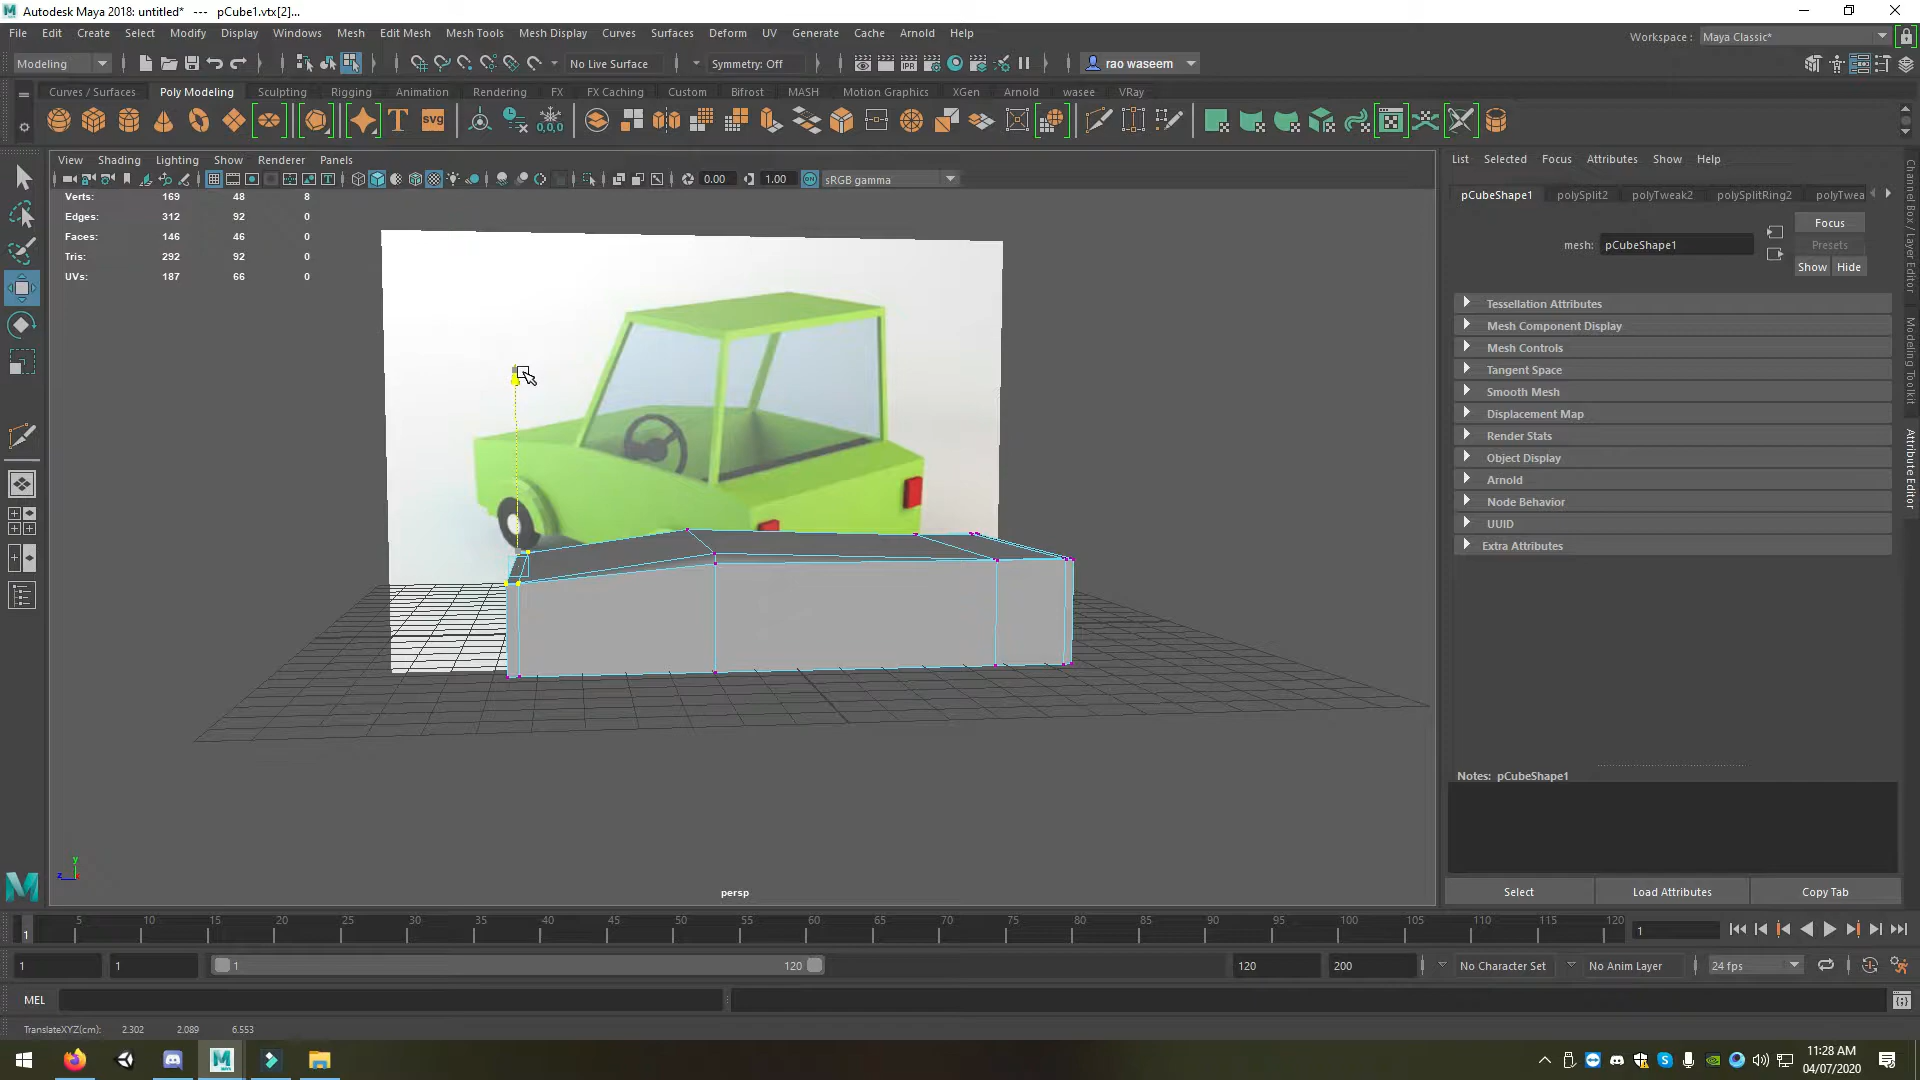 Autodesk Maya 2018: untitled*   ---   pCube1.vtx[2]...
File Edit Create Select Modify Display Windows Mesh Edit Mesh Mesh Tools Mesh Display Curves Surfaces Deform UV Generate Cache Arnold Help
Workspace : Maya Classic*
Modeling No Live Surface Symmetry: Off rao waseem
Curves / Surfaces Poly Modeling Sculpting Rigging Animation Rendering FX FX Caching Custom Bifrost MASH Motion Graphics XGen Arnold wasee VRay
View Shading Lighting Show Renderer Panels
List Selected Focus Attributes Show Help
0.00 1.00 sRGB gamma
Verts: 169 48 8
Edges: 312 92 0
Faces: 146 46 0
Tris: 292 92 0
UVs: 187 66 0
pCubeShape1 polySplit2 polyTweak2 polySplitRing2 polyTwea
Focus
mesh: pCubeShape1
Presets
Show Hide
Tessellation Attributes
Mesh Component Display
Mesh Controls
Tangent Space
Smooth Mesh
Displacement Map
Render Stats
Object Display
Arnold
Node Behavior
UUID
Extra Attributes
Notes: pCubeShape1
Select Load Attributes Copy Tab
Channel Box / Layer Editor
Modeling Toolkit
Attribute Editor
y
z
persp
5 10 15 20 25 30 35 40 45 50 55 60 65 70 75 80 85 90 95 100 105 110 115 120
1
1
1 1 1 120 120 200 No Character Set No Anim Layer 24 fps
MEL
TranslateXYZ(cm): 2.302 2.089 6.553
11:28 AM
04/07/2020